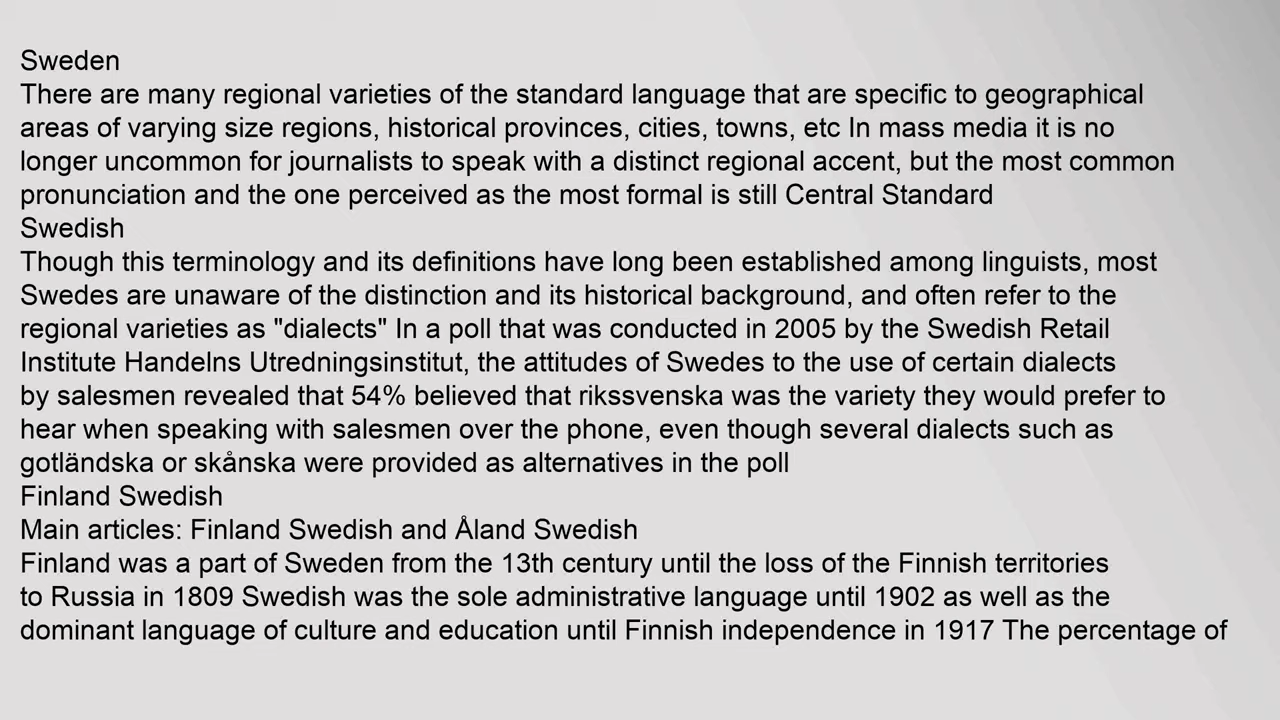 Sweden
There are many regional varieties of the standard language that are specific to geographical
areas of varying size regions, historical provinces, cities, towns, etc In mass media it is no
longer uncommon for journalists to speak with a distinct regional accent, but the most common
pronunciation and the one perceived as the most formal is still Central Standard
Swedish
Though this terminology and its definitions have long been established among linguists, most
Swedes are unaware of the distinction and its historical background, and often refer to the
regional varieties as "dialects" In a poll that was conducted in 2005 by the Swedish Retail
Institute Handelns Utredningsinstitut, the attitudes of Swedes to the use of certain dialects
by salesmen revealed that 54% believed that rikssvenska was the variety they would prefer to
hear when speaking with salesmen over the phone, even though several dialects such as
gotländska or skånska were provided as alternatives in the poll
Finland Swedish
Main articles: Finland Swedish and Åland Swedish
Finland was a part of Sweden from the 13th century until the loss of the Finnish territories
to Russia in 1809 Swedish was the sole administrative language until 1902 as well as the
dominant language of culture and education until Finnish independence in 1917 The percentage of